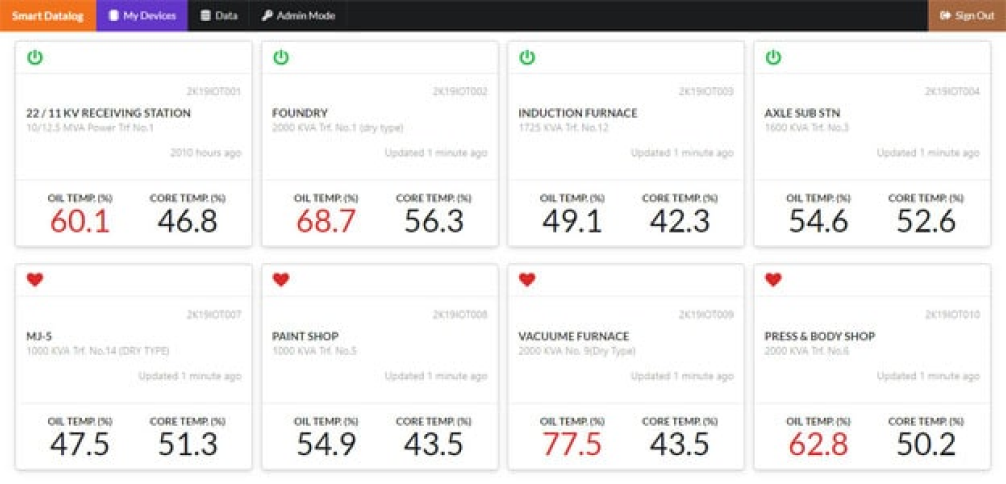 Smart Datalog My Devices Data Admin Mode Sign Out
2K19IOT001
22 / 11 KV RECEIVING STATION
10/12.5 MVA Power Trf No.1
2010 hours ago
OIL TEMP. (%) CORE TEMP. (%)
60.1 46.8
2K19IOT002
FOUNDRY
2000 KVA Trf. No.1 (dry type)
Updated 1 minute ago
OIL TEMP. (%) CORE TEMP. (%)
68.7 56.3
2K19IOT003
INDUCTION FURNACE
1725 KVA Trf. No.12
Updated 1 minute ago
OIL TEMP. (%) CORE TEMP. (%)
49.1 42.3
2K19IOT004
AXLE SUB STN
1600 KVA Trf. No.3
Updated 1 minute ago
OIL TEMP. (%) CORE TEMP. (%)
54.6 52.6
2K19IOT007
MJ-5
1000 KVA Trf. No.14 (DRY TYPE)
Updated 1 minute ago
OIL TEMP. (%) CORE TEMP. (%)
47.5 51.3
2K19IOT008
PAINT SHOP
1000 KVA Trf. No.5
Updated 1 minute ago
OIL TEMP. (%) CORE TEMP. (%)
54.9 43.5
2K19IOT009
VACUUME FURNACE
2000 KVA No. 9(Dry Type)
Updated 1 minute ago
OIL TEMP. (%) CORE TEMP. (%)
77.5 43.5
2K19IOT010
PRESS & BODY SHOP
2000 KVA Trf. No.6
Updated 1 minute ago
OIL TEMP. (%) CORE TEMP. (%)
62.8 50.2